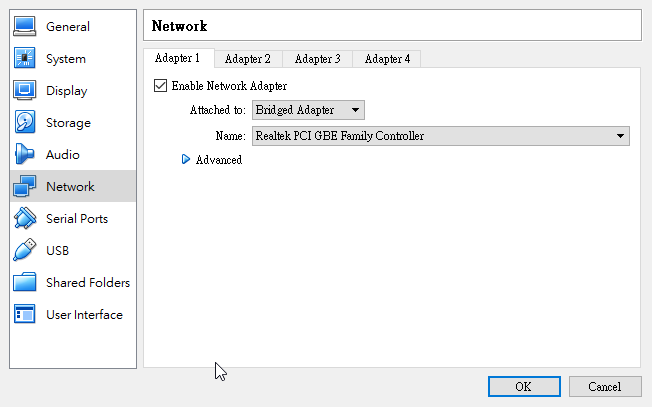 General
System
Display
Storage
Audio
Network
Serial Ports
USB
Shared Folders
User Interface
Network
Adapter 1 Adapter 2 Adapter 3 Adapter 4
Enable Network Adapter
Attached to: Bridged Adapter
Name: Realtek PCI GBE Family Controller
Advanced
OK Cancel